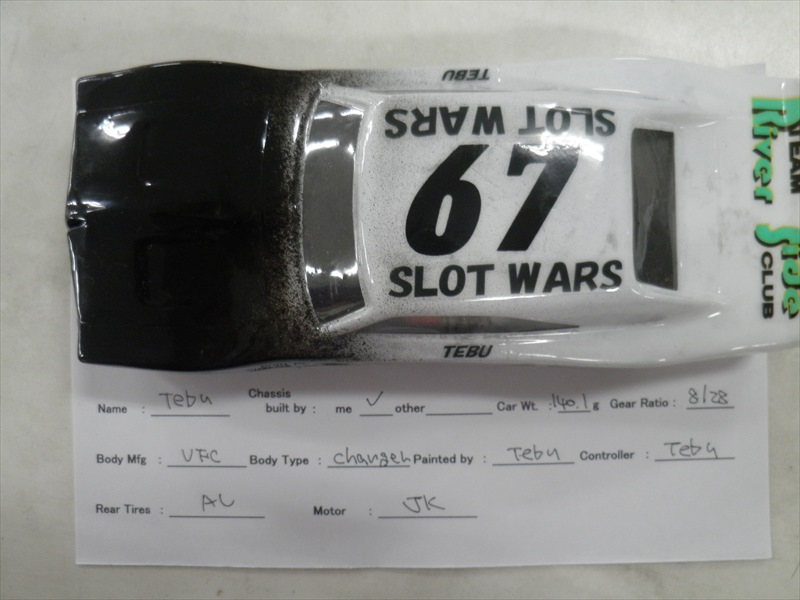 TEBU
SLOT WARS
67
SLOT WARS
TEBU
TEAM
River Side
CLUB
Name : Tebu Chassis built by : me ✓ other Car Wt. : 140.1 g Gear Ratio : 8/28
Body Mfg : VFC Body Type : Changeh Painted by : Tebu Controller : Tebu
Rear Tires : AL Motor : JK